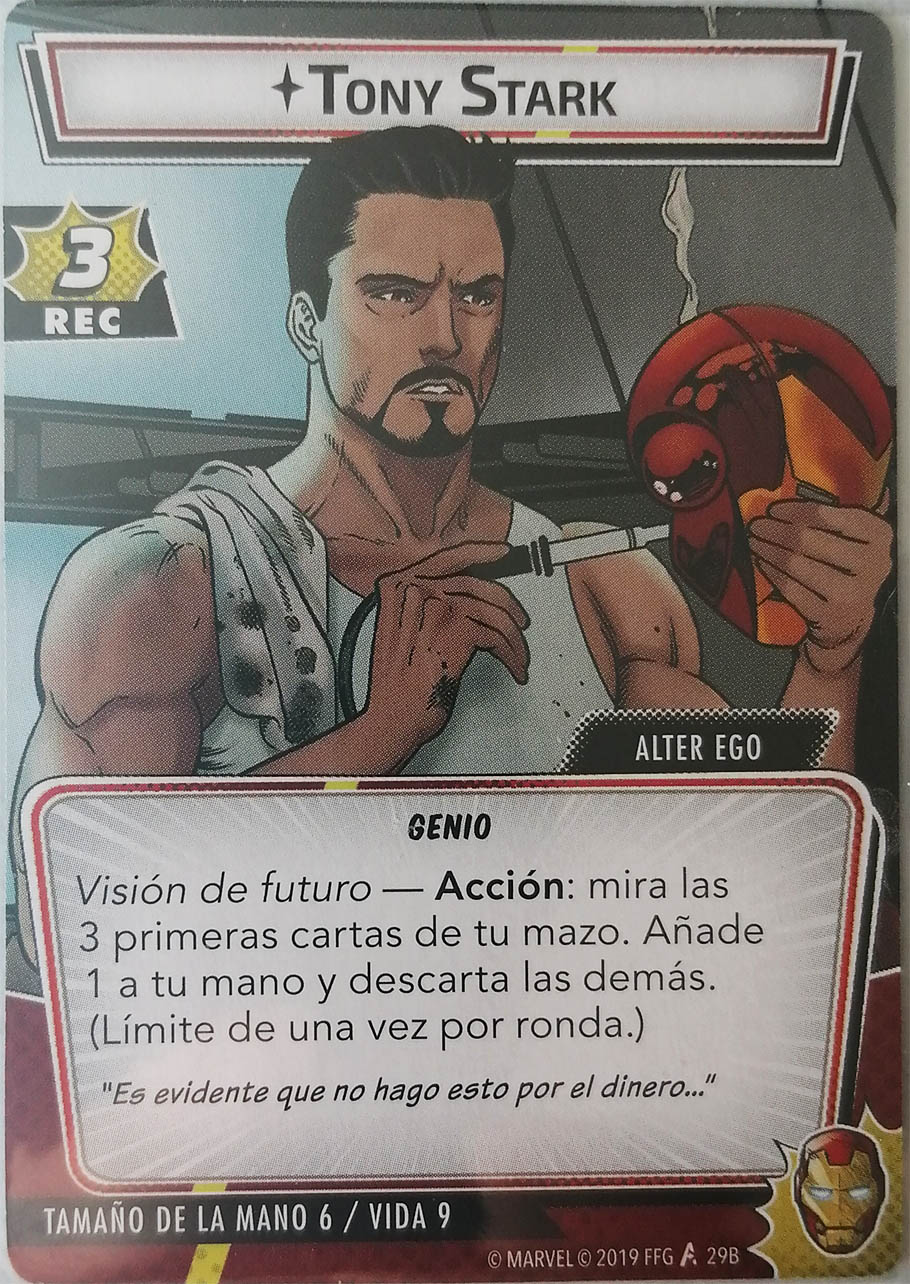 TONY STARK
3
REC
ALTER EGO
GENIO
Visión de futuro — Acción: mira las
3 primeras cartas de tu mazo. Añade
1 a tu mano y descarta las demás.
(Límite de una vez por ronda.)
"Es evidente que no hago esto por el dinero..."
TAMAÑO DE LA MANO 6 / VIDA 9
© MARVEL © 2019 FFG 29B